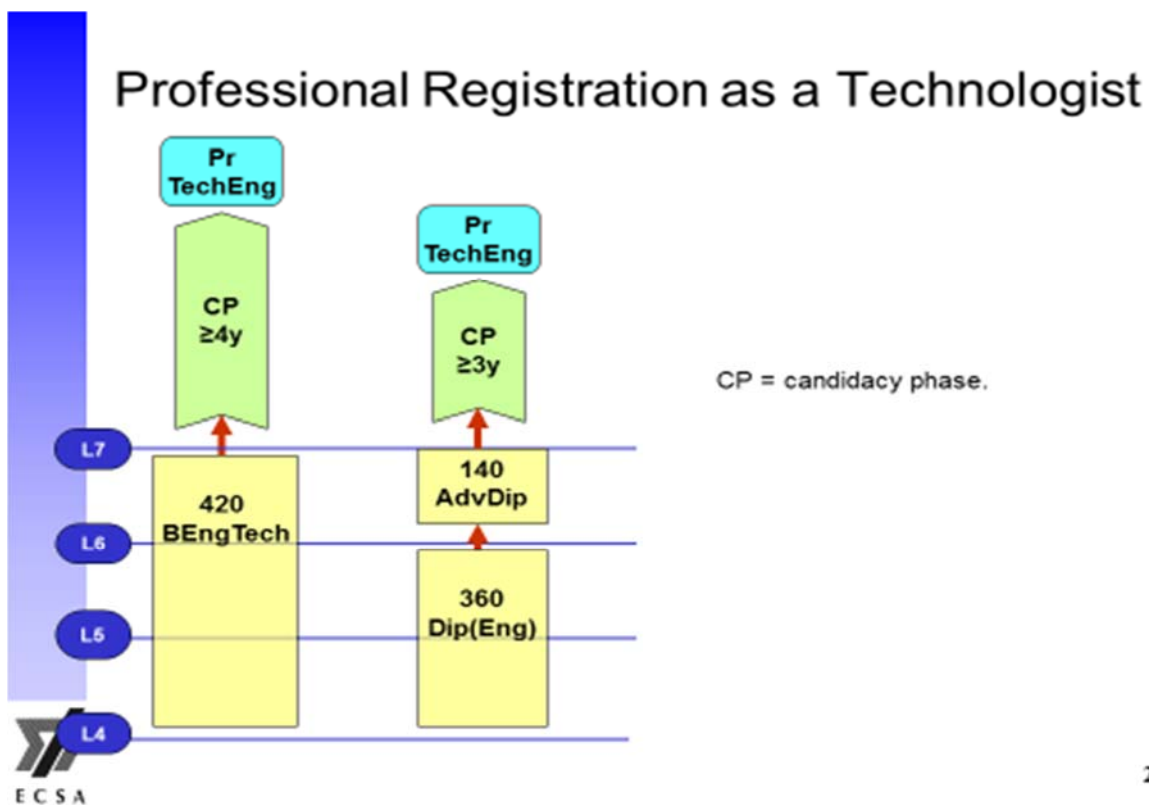 Professional Registration as a Technologist
Pr
TechEng
CP
≥4y
L7
420
BEngTech
L6
L5
L4
Pr
TechEng
CP
≥3y
140
AdvDip
360
Dip(Eng)
CP = candidacy phase.
E C S A
2